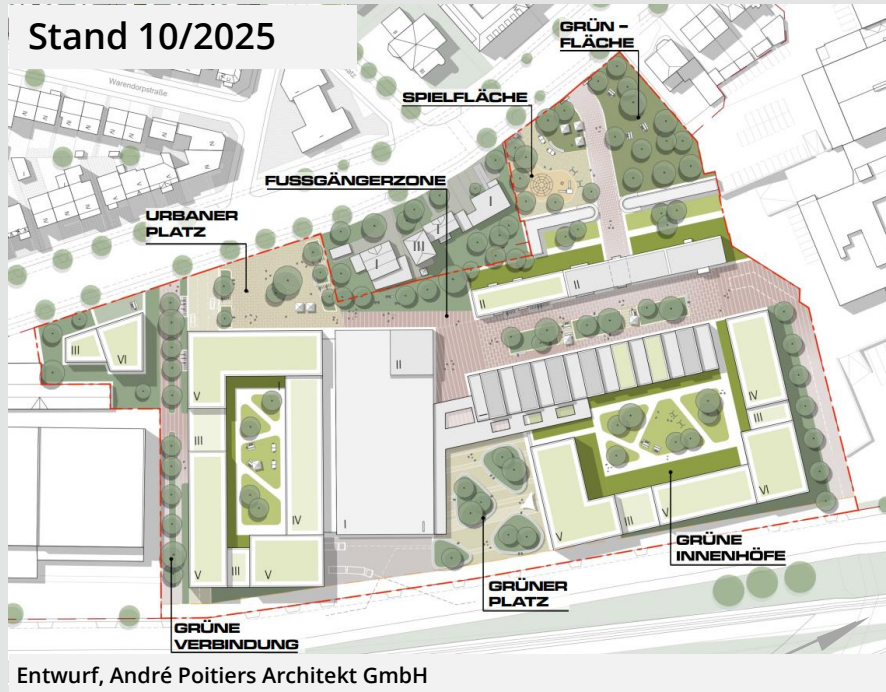 Stand 10/2025
GRÜN -
FLÄCHE
Warendorpstraße
SPIELFLÄCHE
FUSSGÄNGERZONE
URBANER
PLATZ
I
III
I
I
II
II
III
VI
V
I
II
III
IV
V
III
V
I
I
IV
III
VI
V
III
V
GRÜNE
INNENHÖFE
GRÜNER
PLATZ
GRÜNE
VERBINDUNG
Entwurf, André Poitiers Architekt GmbH